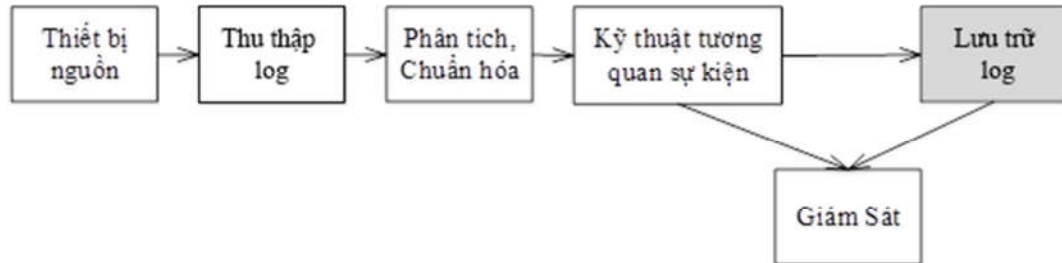 Thiết bị
nguồn
Thu thập
log
Phân tích,
Chuẩn hóa
Kỹ thuật tương
quan sự kiện
Lưu trữ
log
Giám Sát